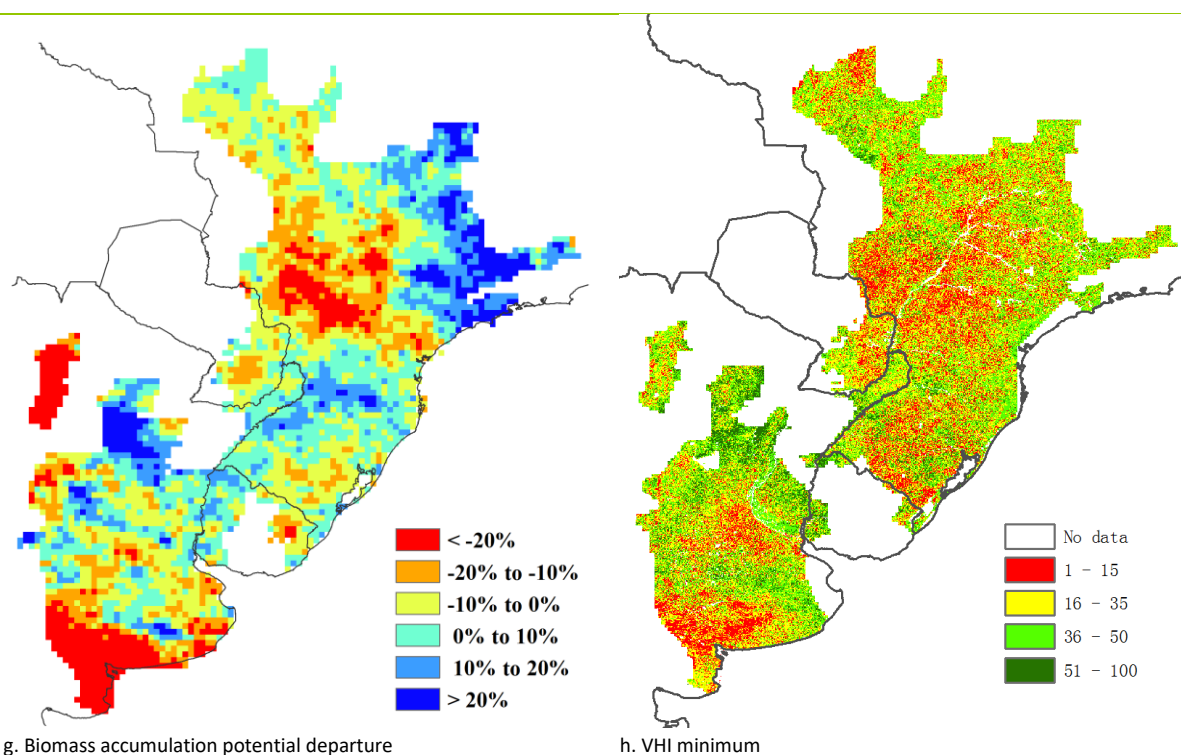 < -20%
-20% to -10%
-10% to 0%
0% to 10%
10% to 20%
> 20%
No data
1 - 15
16 - 35
36 - 50
51 - 100
g. Biomass accumulation potential departure
h. VHI minimum